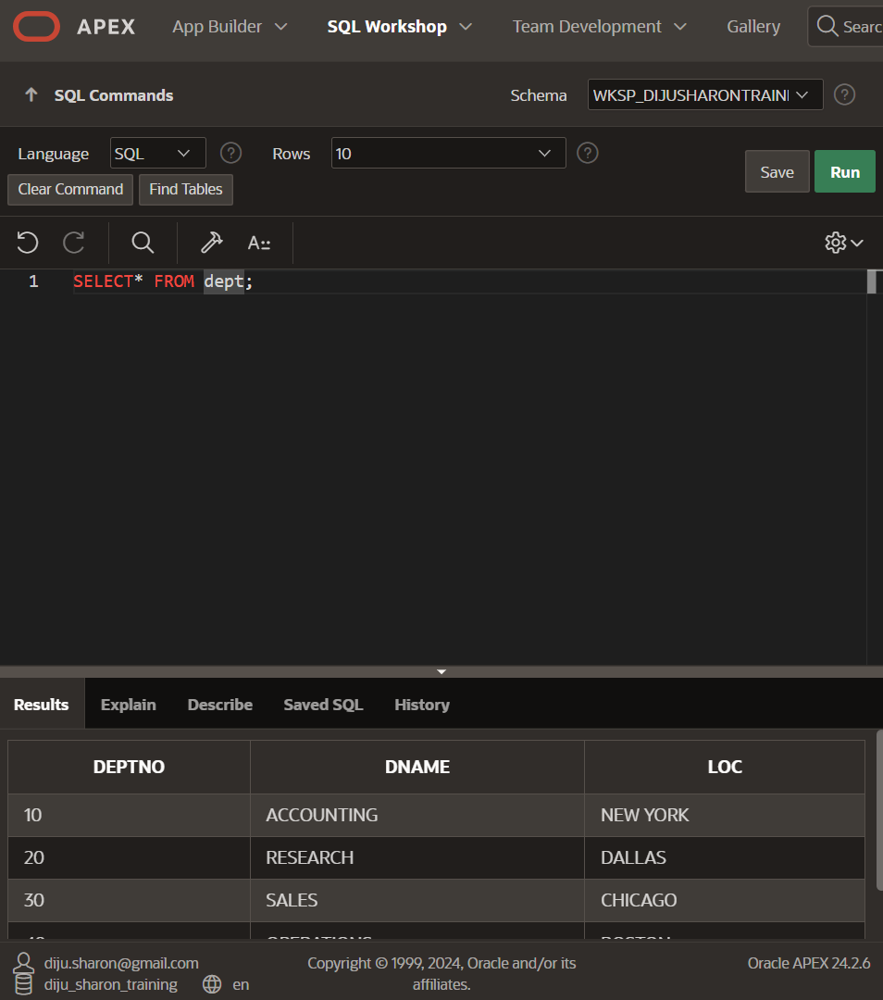 APEX App Builder SQL Workshop Team Development Gallery Searc
SQL Commands Schema WKSP_DIJUSHARONTRAINI
Language SQL Rows 10
Clear Command Find Tables Save Run
A
1 SELECT* FROM dept;
Results Explain Describe Saved SQL History
DEPTNO DNAME LOC
10 ACCOUNTING NEW YORK
20 RESEARCH DALLAS
30 SALES CHICAGO
40 OPERATIONS BOSTON
diju.sharon@gmail.com Copyright © 1999, 2024, Oracle and/or its Oracle APEX 24.2.6
diju_sharon_training en affiliates.